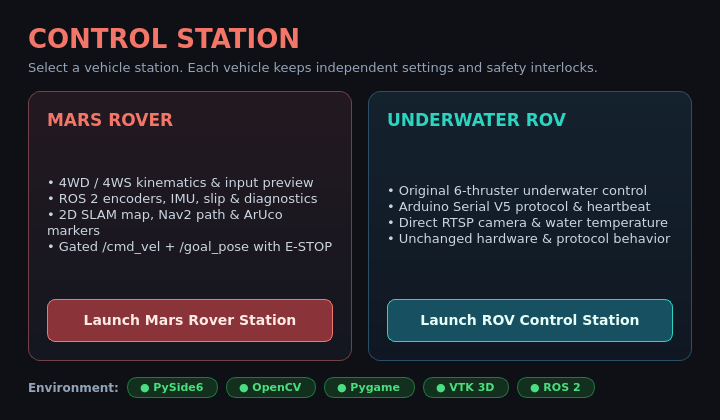 CONTROL STATION
Select a vehicle station. Each vehicle keeps independent settings and safety interlocks.
MARS ROVER
• 4WD / 4WS kinematics & input preview
• ROS 2 encoders, IMU, slip & diagnostics
• 2D SLAM map, Nav2 path & ArUco
markers
• Gated /cmd_vel + /goal_pose with E-STOP
Launch Mars Rover Station
UNDERWATER ROV
• Original 6-thruster underwater control
• Arduino Serial V5 protocol & heartbeat
• Direct RTSP camera & water temperature
• Unchanged hardware & protocol behavior
Launch ROV Control Station
Environment: ● PySide6 ● OpenCV ● Pygame ● VTK 3D ● ROS 2